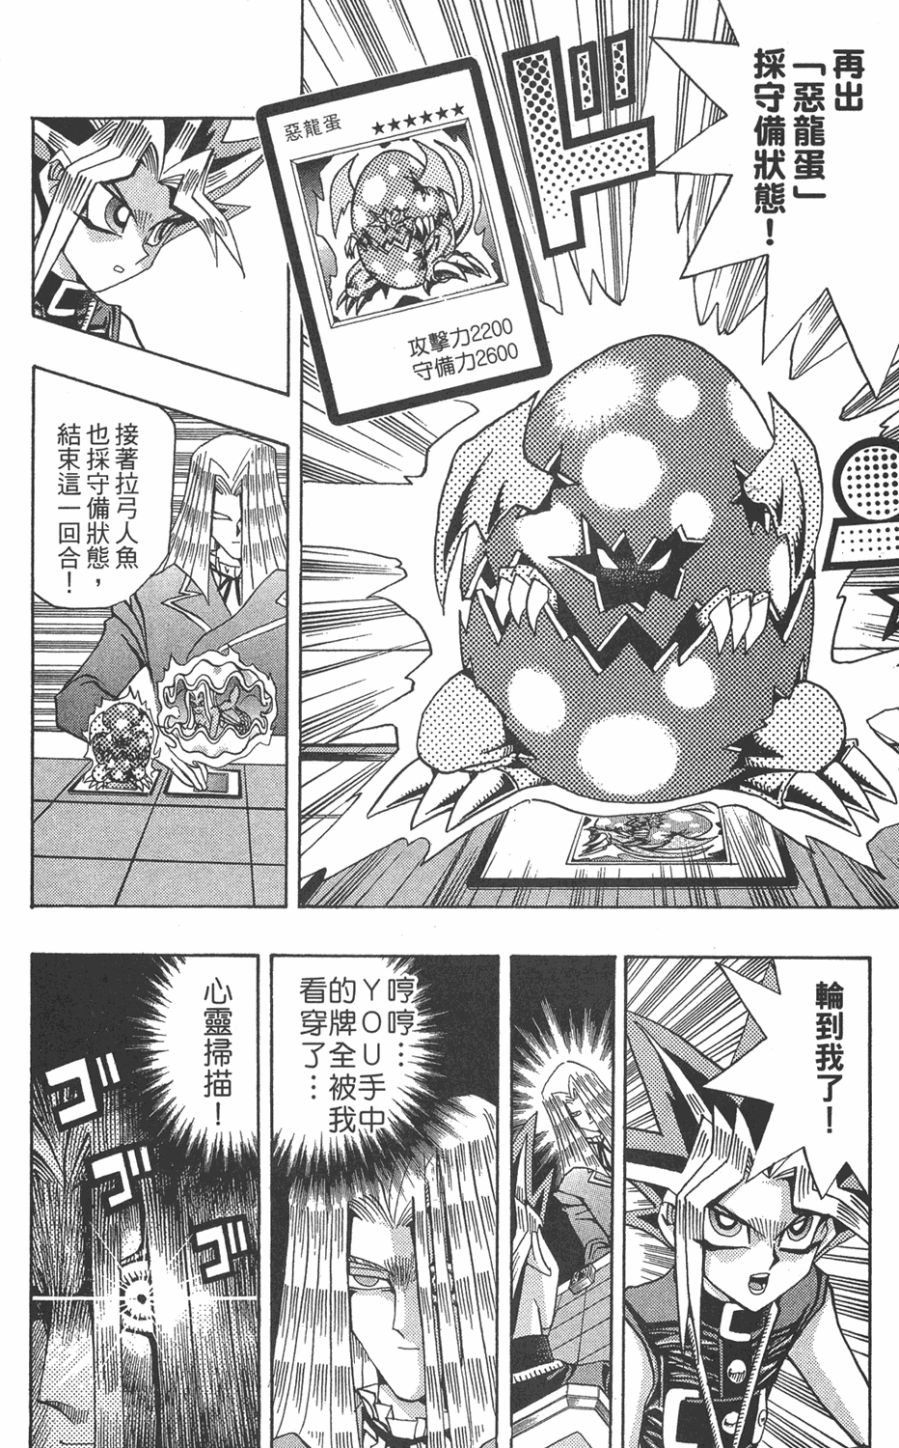 再出
「惡龍蛋」
採守備狀態！
ドン
惡龍蛋
★★★★★★
攻擊力2200
守備力2600
接著拉弓人魚
也採守備狀態，
結束這一回合！
輪到我了！
哼哼…
YOU手中
的牌全被我
看穿了…
心靈掃描！
ゴゴゴ